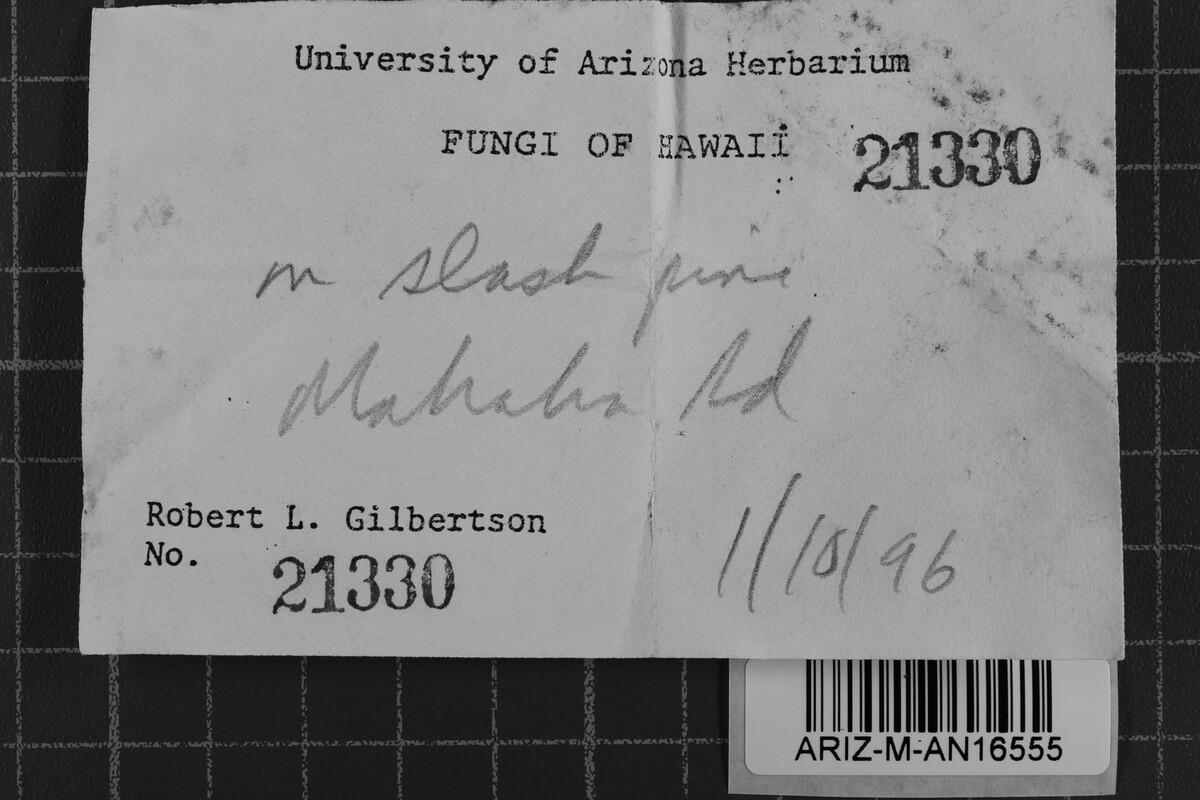 University of Arizona Herbarium
FUNGI OF HAWAII 21330
on slash pine
Rd
Robert L. Gilbertson
No. 21330
1/10/96
ARIZ-M-AN16555